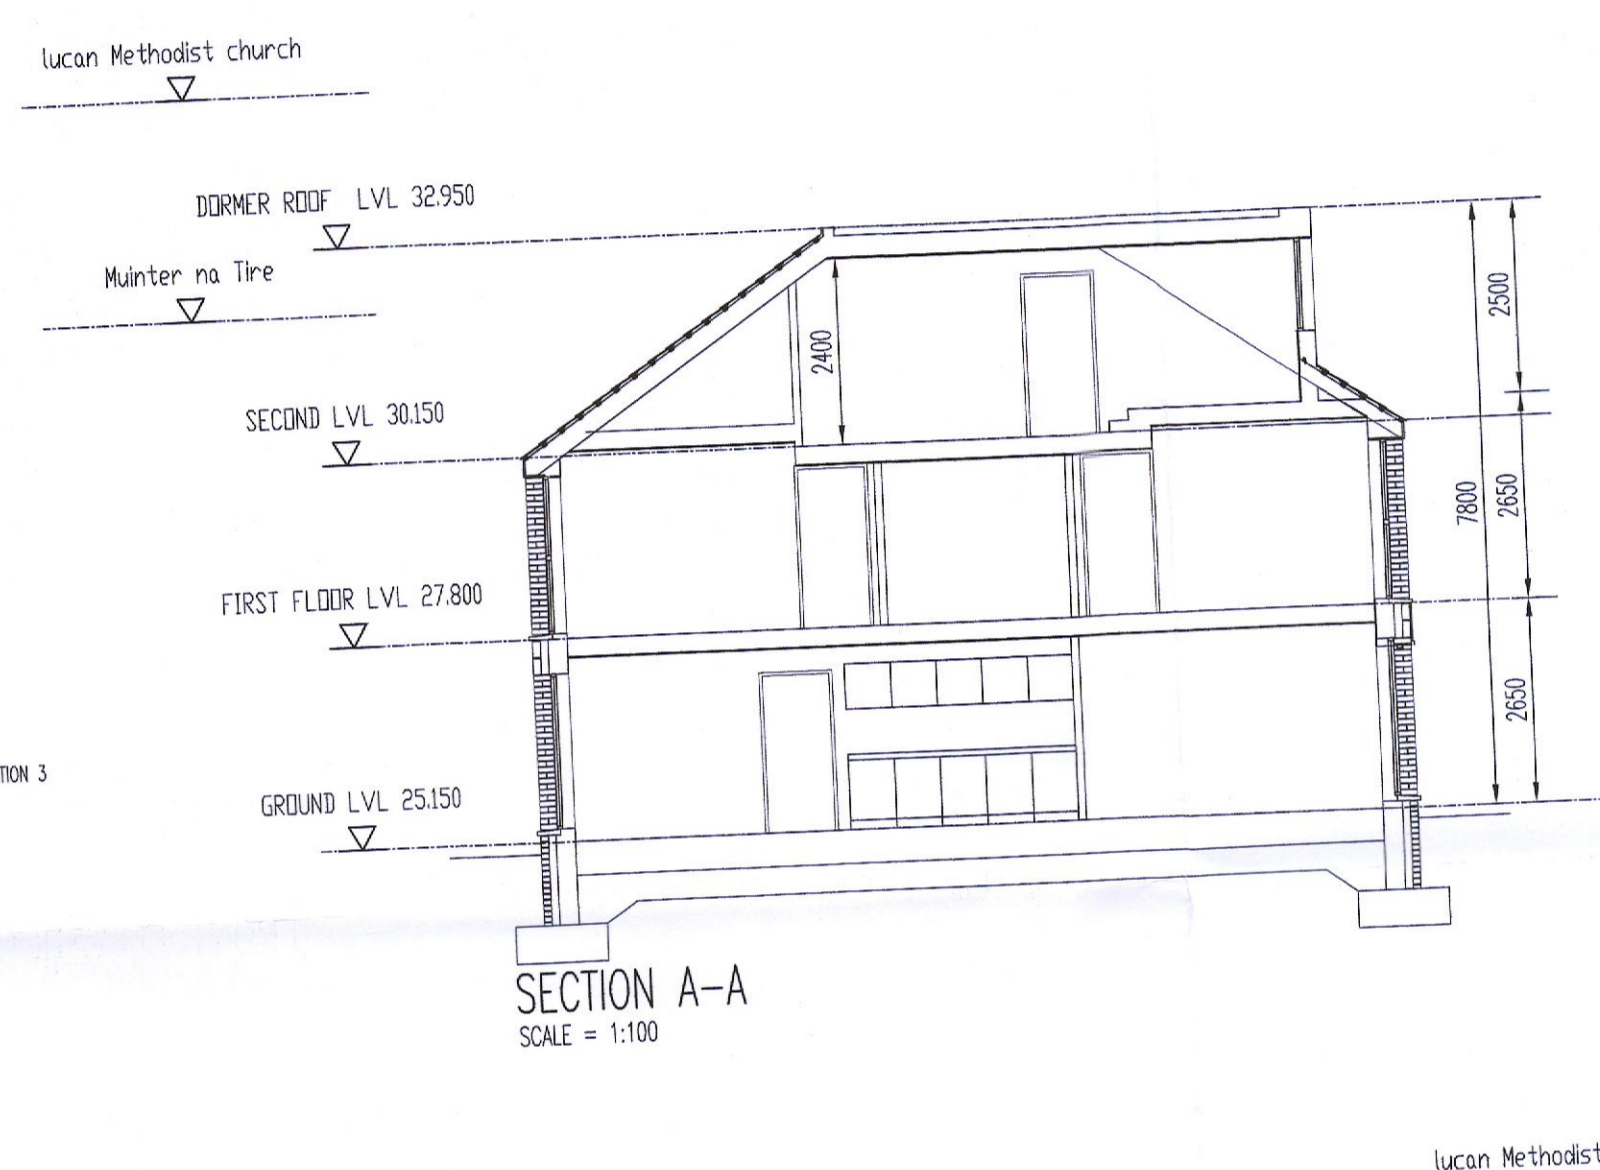 lucan Methodist church
DORMER ROOF LVL 32.950
Muinter na Tire
2500
2400
SECOND LVL 30.150
7800
2650
FIRST FLOOR LVL 27.800
2650
TION 3
GROUND LVL 25.150
SECTION A-A
SCALE = 1:100
lucan Methodist